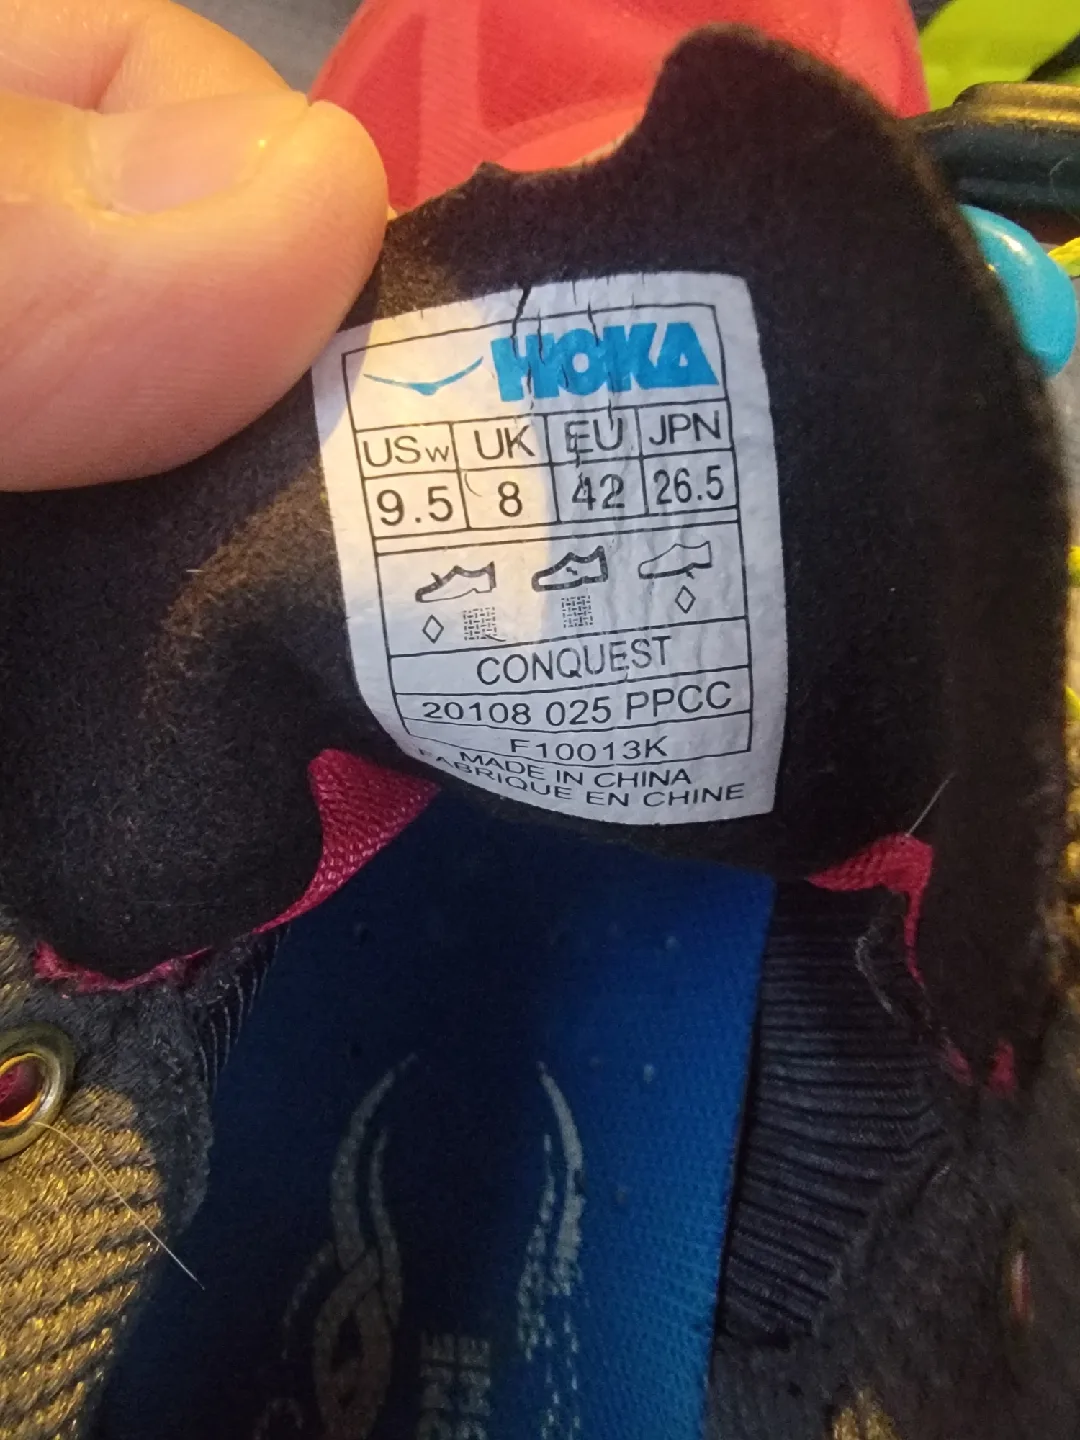 HOKA
USw UK EU JPN
9.5 8 42 26.5
CONQUEST
20108 025 PPCC
F10013K
MADE IN CHINA
FABRIQUE EN CHINE